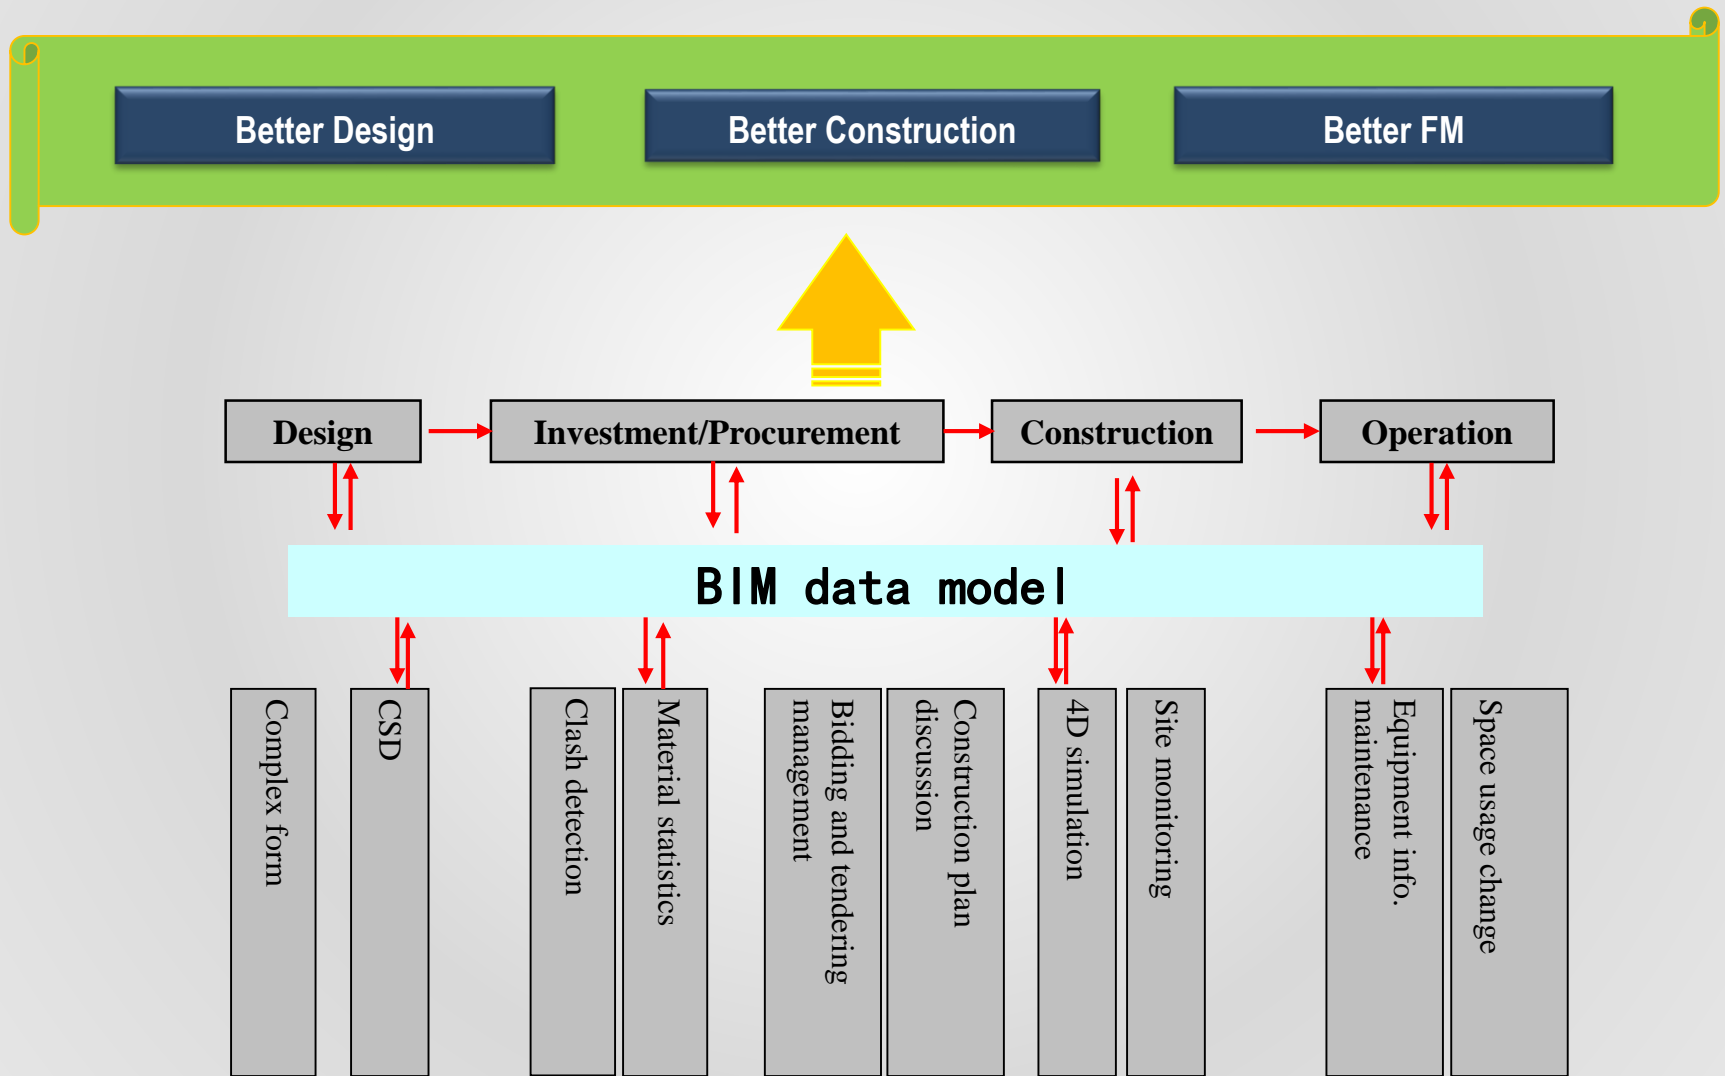 Better Design
Better Construction
Better FM
Design
Investment/Procurement
Construction
Operation
BIM data model
Complex form
CSD
Clash detection
Material statistics
Bidding and tendering
management
Construction plan
discussion
4D simulation
Site monitoring
Equipment info.
maintenance
Space usage change